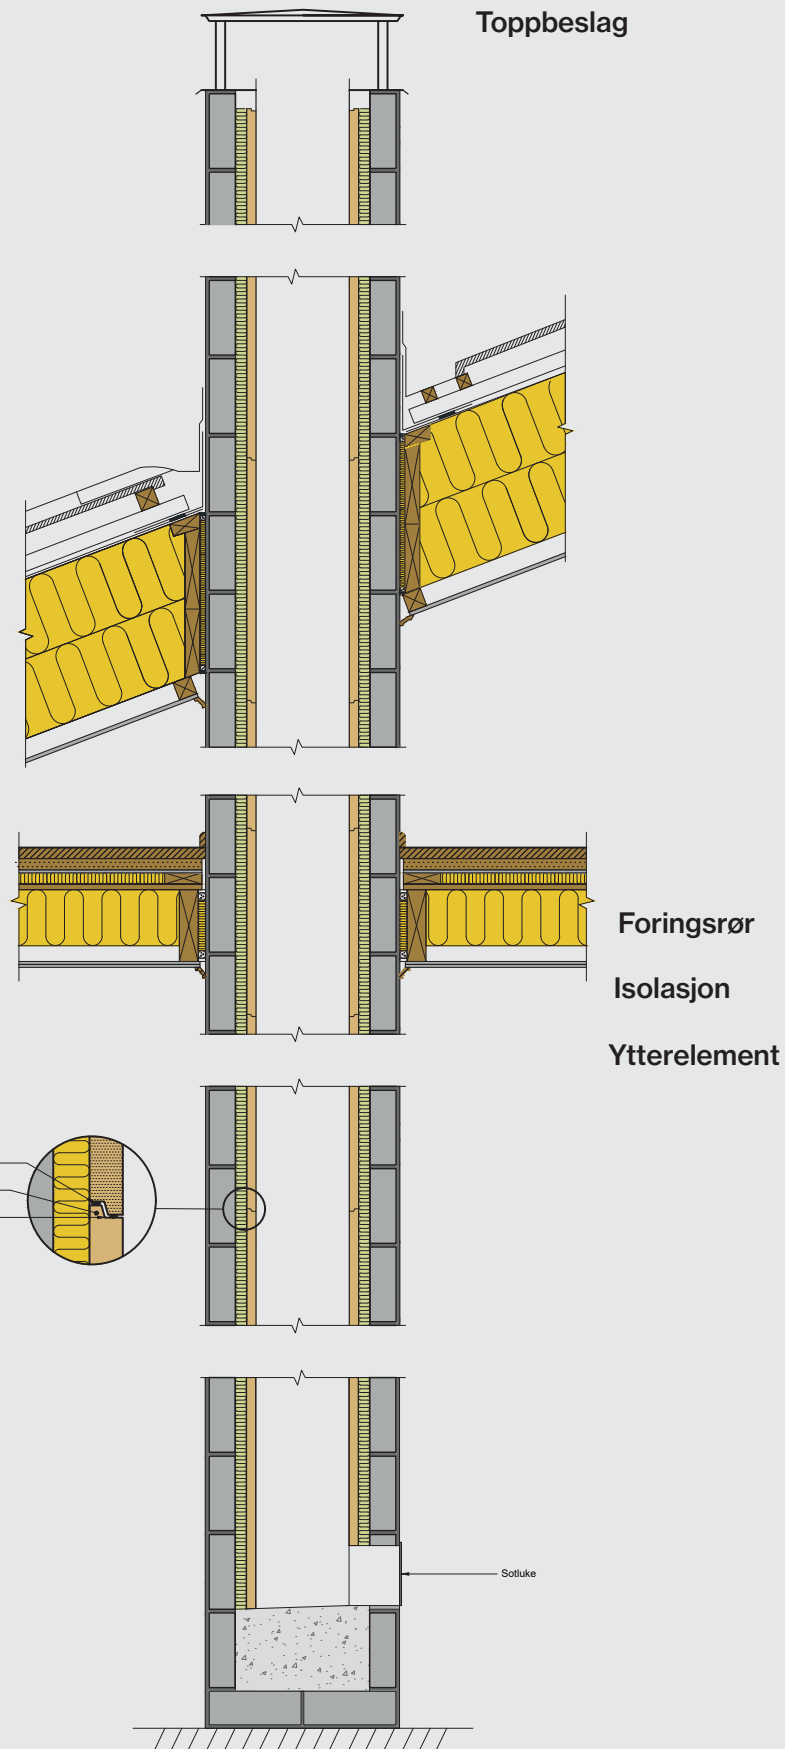 Toppbeslag
Foringsrør
Isolasjon
Ytterelement
Sotluke